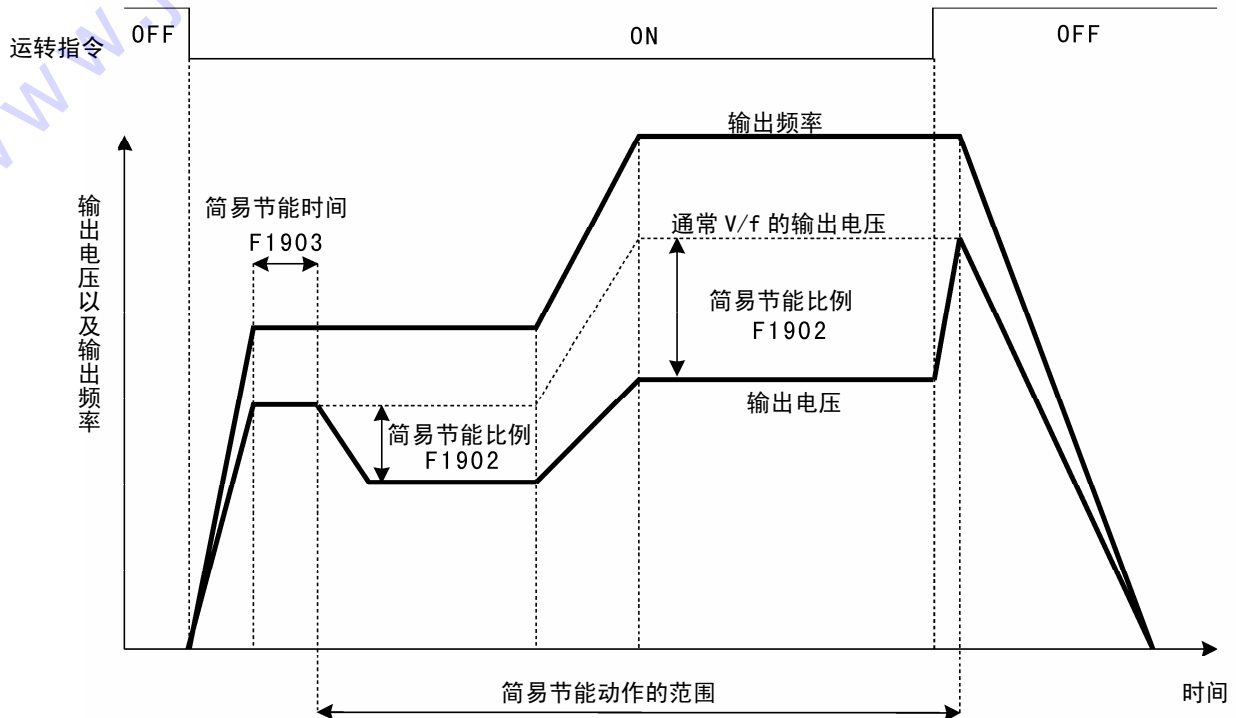 OFF
ON
OFF
运转指令
输出频率
简易节能时间
F1903
通常 V/f 的输出电压
简易节能比例
F1902
输出电压以及输出频率
输出电压
简易节能比例
F1902
简易节能动作的范围
时间